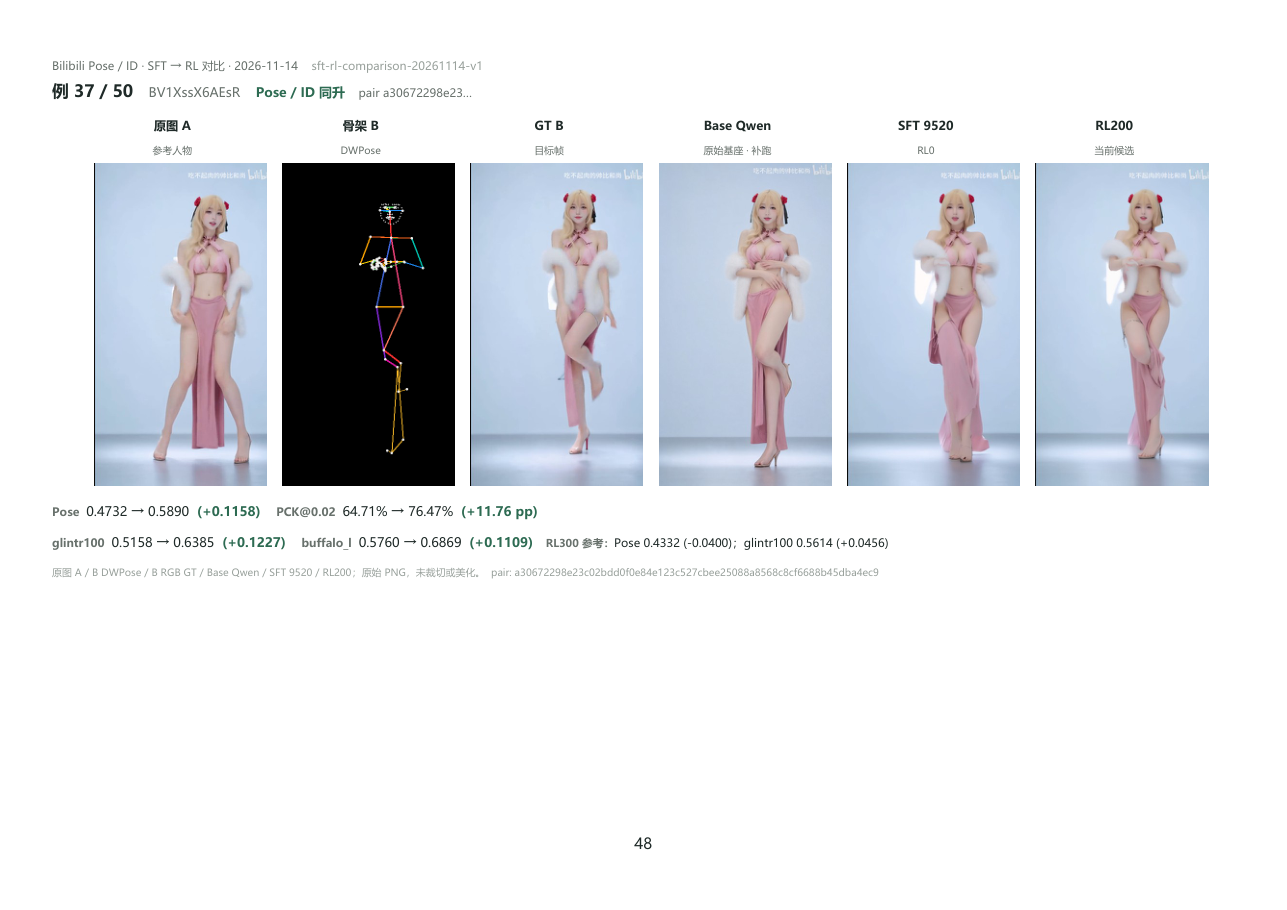 Bilibili Pose / ID · SFT → RL 对比 · 2026-11-14 sft-rl-comparison-20261114-v1
例 37 / 50 BV1XssX6AEsR Pose / ID 同升 pair a30672298e23...
原图 A 骨架 B GT B Base Qwen SFT 9520 RL200
参考人物 DWPose 目标帧 原始基座 · 补跑 RL0 当前候选
Pose 0.4732 → 0.5890 (+0.1158) PCK@0.02 64.71% → 76.47% (+11.76 pp)
glintr100 0.5158 → 0.6385 (+0.1227) buffalo_l 0.5760 → 0.6869 (+0.1109) RL300 参考: Pose 0.4332 (-0.0400); glintr100 0.5614 (+0.0456)
原图 A / B DWPose / B RGB GT / Base Qwen / SFT 9520 / RL200；原始 PNG，未裁切或美化。 pair: a30672298e23c02bdd0f0e84e123c527cbee25088a8568c8cf6688b45dba4ec9
48